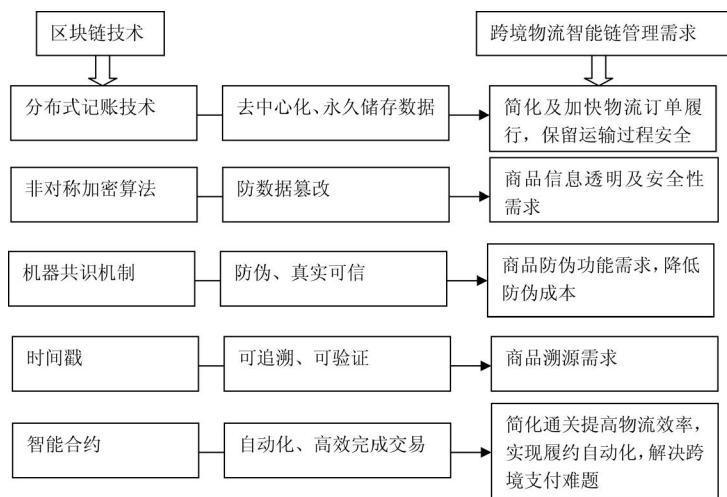 区块链技术
跨境物流智能链管理需求
分布式记账技术
去中心化、永久储存数据
简化及加快物流订单履
行，保留运输过程安全
非对称加密算法
防数据篡改
商品信息透明及安全性
需求
机器共识机制
防伪、真实可信
商品防伪功能需求，降低
防伪成本
时间戳
可追溯、可验证
商品溯源需求
智能合约
自动化、高效完成交易
简化通关提高物流效率，
实现履约自动化，解决跨
境支付难题